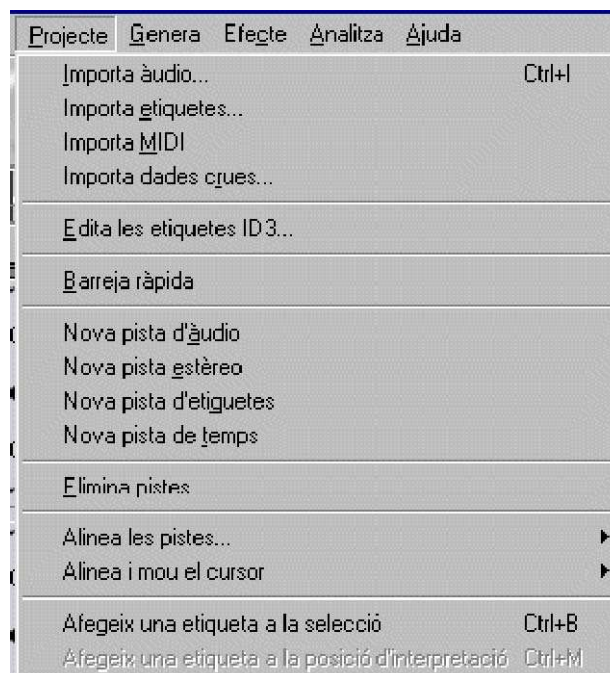 Projecte Genera Efecte Analitza Ajuda
Importa àudio... Ctrl+I
Importa etiquetes...
Importa MIDI
Importa dades crues...
Edita les etiquetes ID3...
Barreja ràpida
Nova pista d'àudio
Nova pista estèreo
Nova pista d'etiquetes
Nova pista de temps
Elimina pistes
Alinea les pistes...
Alinea i mou el cursor
Afegeix una etiqueta a la selecció Ctrl+B
Afegeix una etiqueta a la posició d'interpretació Ctrl+M